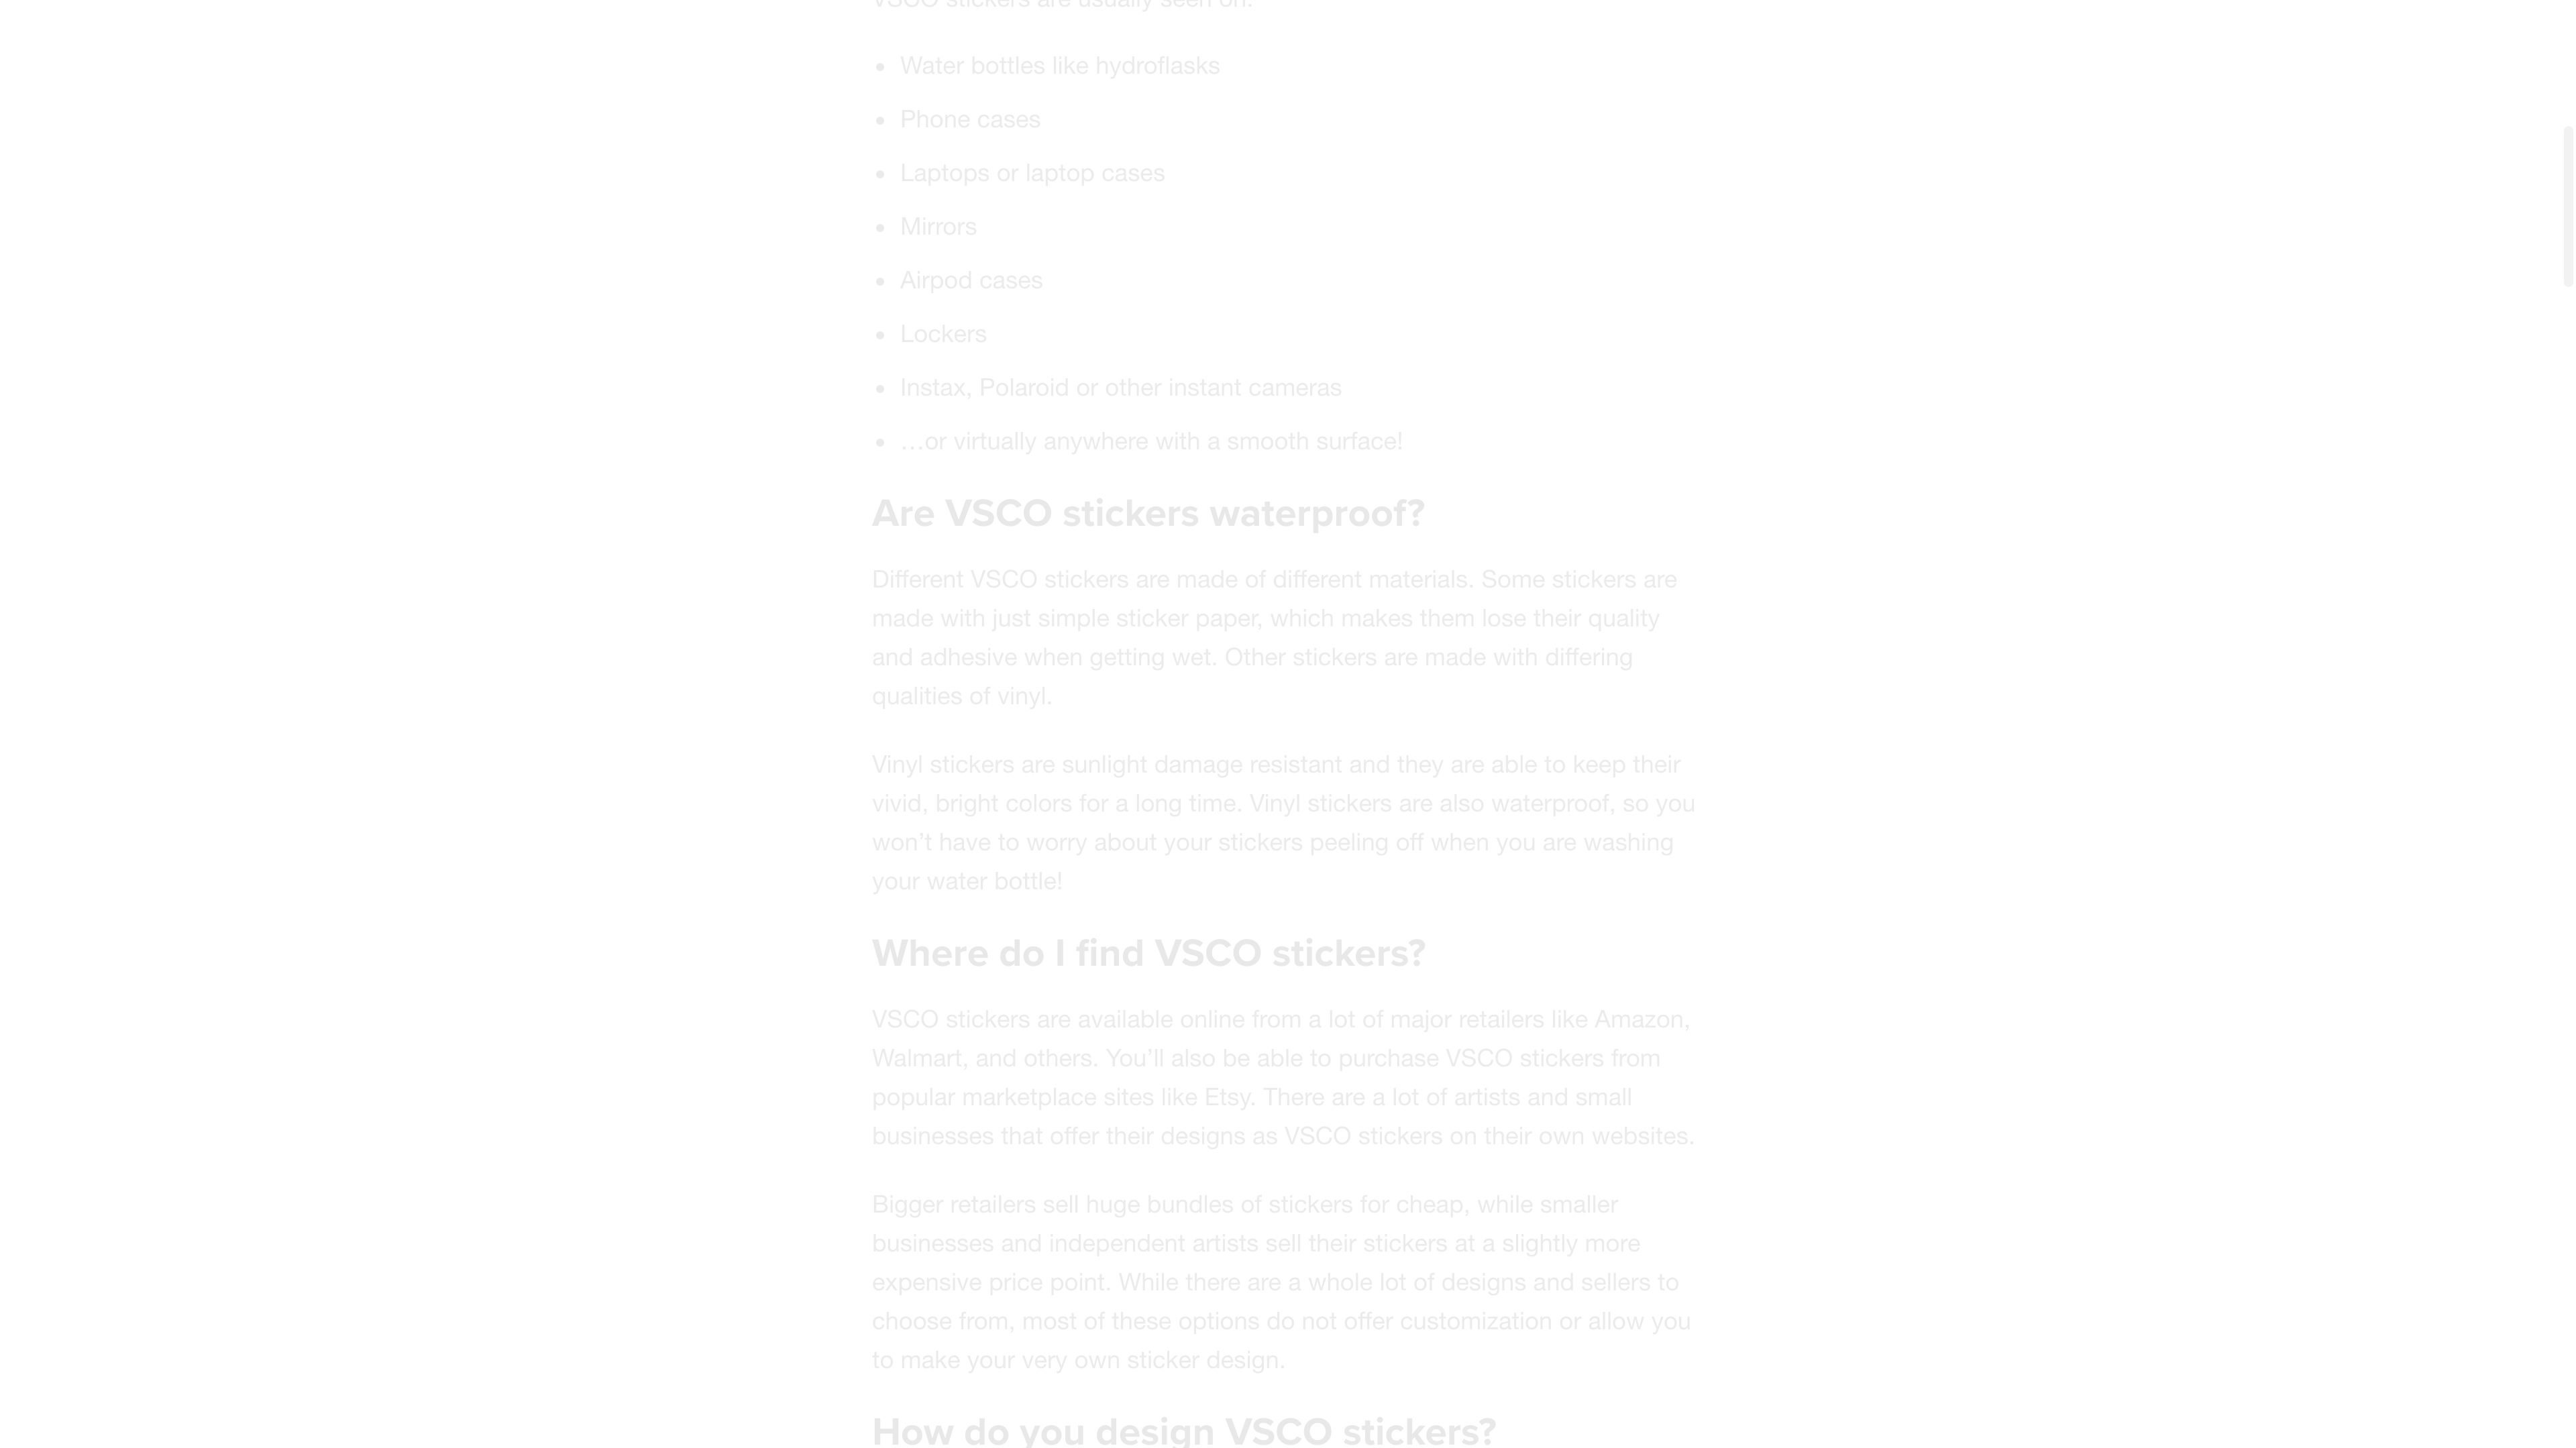 VSCO stickers are usually seen on:
• Water bottles like hydroflasks
• Phone cases
• Laptops or laptop cases
• Mirrors
• Airpod cases
• Lockers
• Instax, Polaroid or other instant cameras
• …or virtually anywhere with a smooth surface!
Are VSCO stickers waterproof?
Different VSCO stickers are made of different materials. Some stickers are
made with just simple sticker paper, which makes them lose their quality
and adhesive when getting wet. Other stickers are made with differing
qualities of vinyl.
Vinyl stickers are sunlight damage resistant and they are able to keep their
vivid, bright colors for a long time. Vinyl stickers are also waterproof, so you
won’t have to worry about your stickers peeling off when you are washing
your water bottle!
Where do I find VSCO stickers?
VSCO stickers are available online from a lot of major retailers like Amazon,
Walmart, and others. You’ll also be able to purchase VSCO stickers from
popular marketplace sites like Etsy. There are a lot of artists and small
businesses that offer their designs as VSCO stickers on their own websites.
Bigger retailers sell huge bundles of stickers for cheap, while smaller
businesses and independent artists sell their stickers at a slightly more
expensive price point. While there are a whole lot of designs and sellers to
choose from, most of these options do not offer customization or allow you
to make your very own sticker design.
How do you design VSCO stickers?